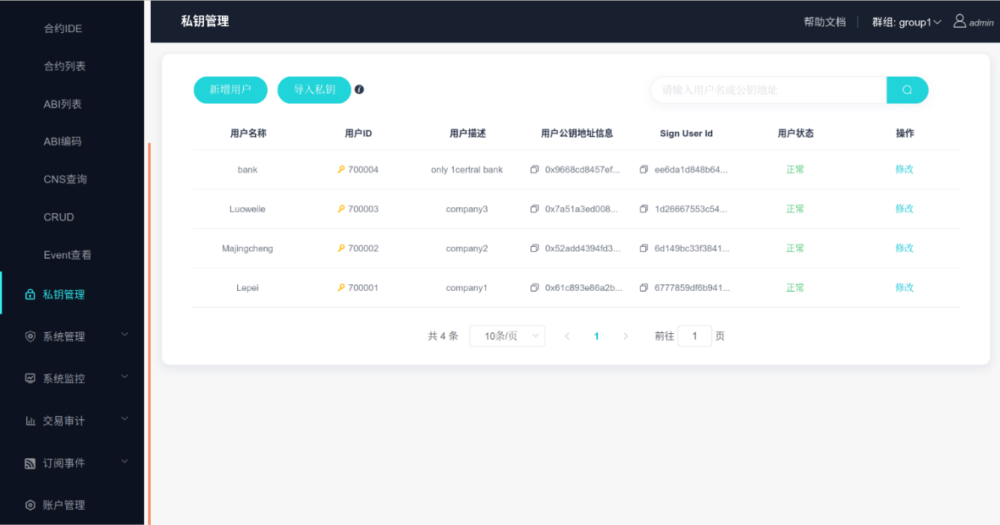 合约IDE
合约列表
ABI列表
ABI编码
CNS查询
CRUD
Event查看
私钥管理
系统管理
系统监控
交易审计
订阅事件
账户管理
私钥管理
帮助文档 群组: group1 admin
新增用户 导入私钥 请输入用户名或公钥地址
用户名称 用户ID 用户描述 用户公钥地址信息 Sign User Id 用户状态 操作
bank 700004 only 1certral bank 0x9668cd8457ef... ee6da1d848b64... 正常 修改
Luoweile 700003 company3 0x7a51a3ed008... 1d26667553c54... 正常 修改
Majingcheng 700002 company2 0x52add4394fd3... 6d149bc33f3841... 正常 修改
Lepei 700001 company1 0x61c893e86a2b... 6777859df6b941... 正常 修改
共 4 条 10条/页 1 前往 1 页